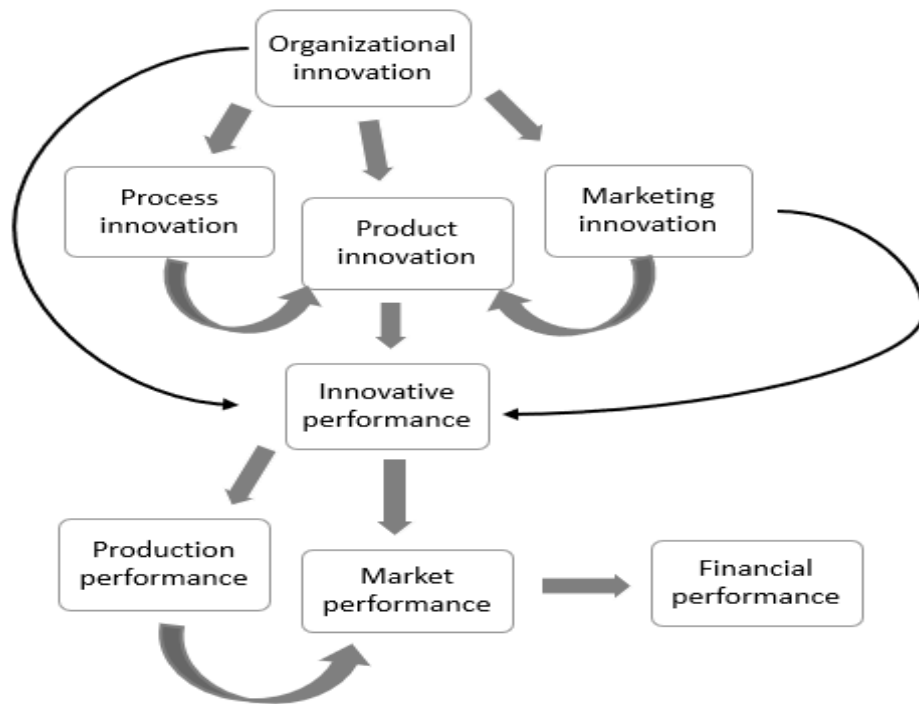 Organizational
innovation
Process
innovation
Product
innovation
Marketing
innovation
Innovative
performance
Production
performance
Market
performance
Financial
performance